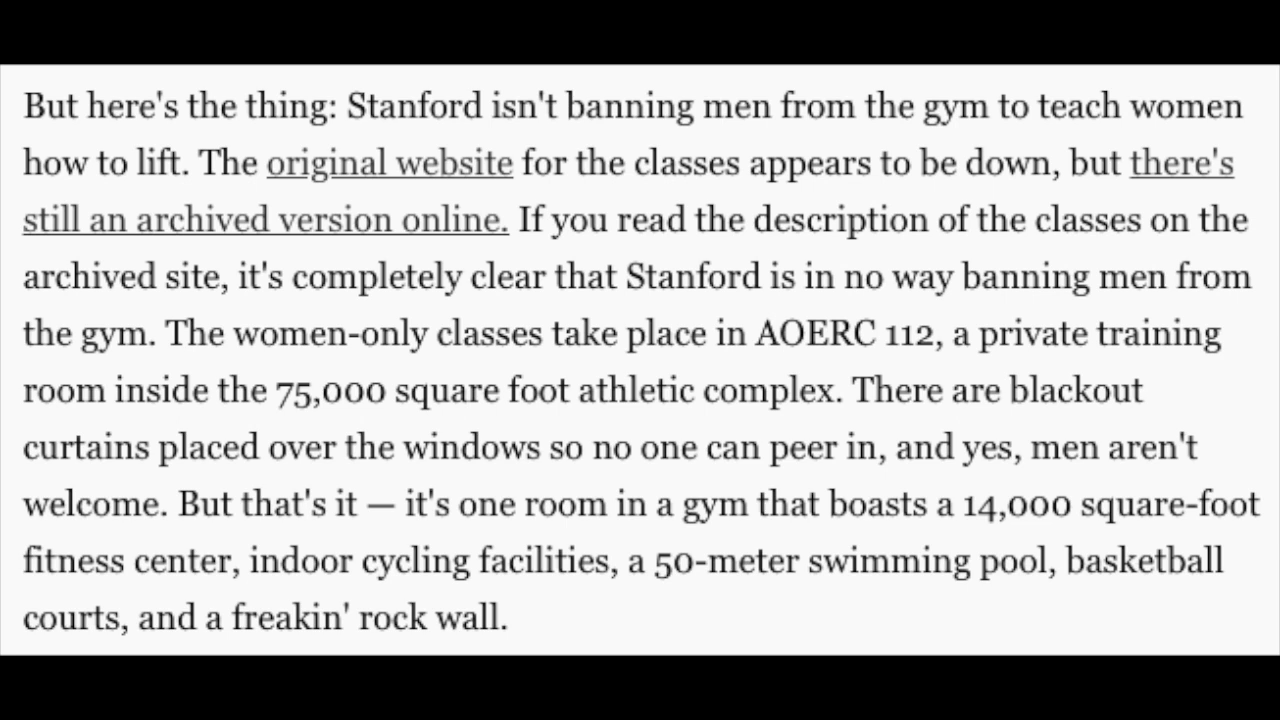 But here's the thing: Stanford isn't banning men from the gym to teach women
how to lift. The original website for the classes appears to be down, but there's
still an archived version online. If you read the description of the classes on the
archived site, it's completely clear that Stanford is in no way banning men from
the gym. The women-only classes take place in AOERC 112, a private training
room inside the 75,000 square foot athletic complex. There are blackout
curtains placed over the windows so no one can peer in, and yes, men aren't
welcome. But that's it — it's one room in a gym that boasts a 14,000 square-foot
fitness center, indoor cycling facilities, a 50-meter swimming pool, basketball
courts, and a freakin' rock wall.